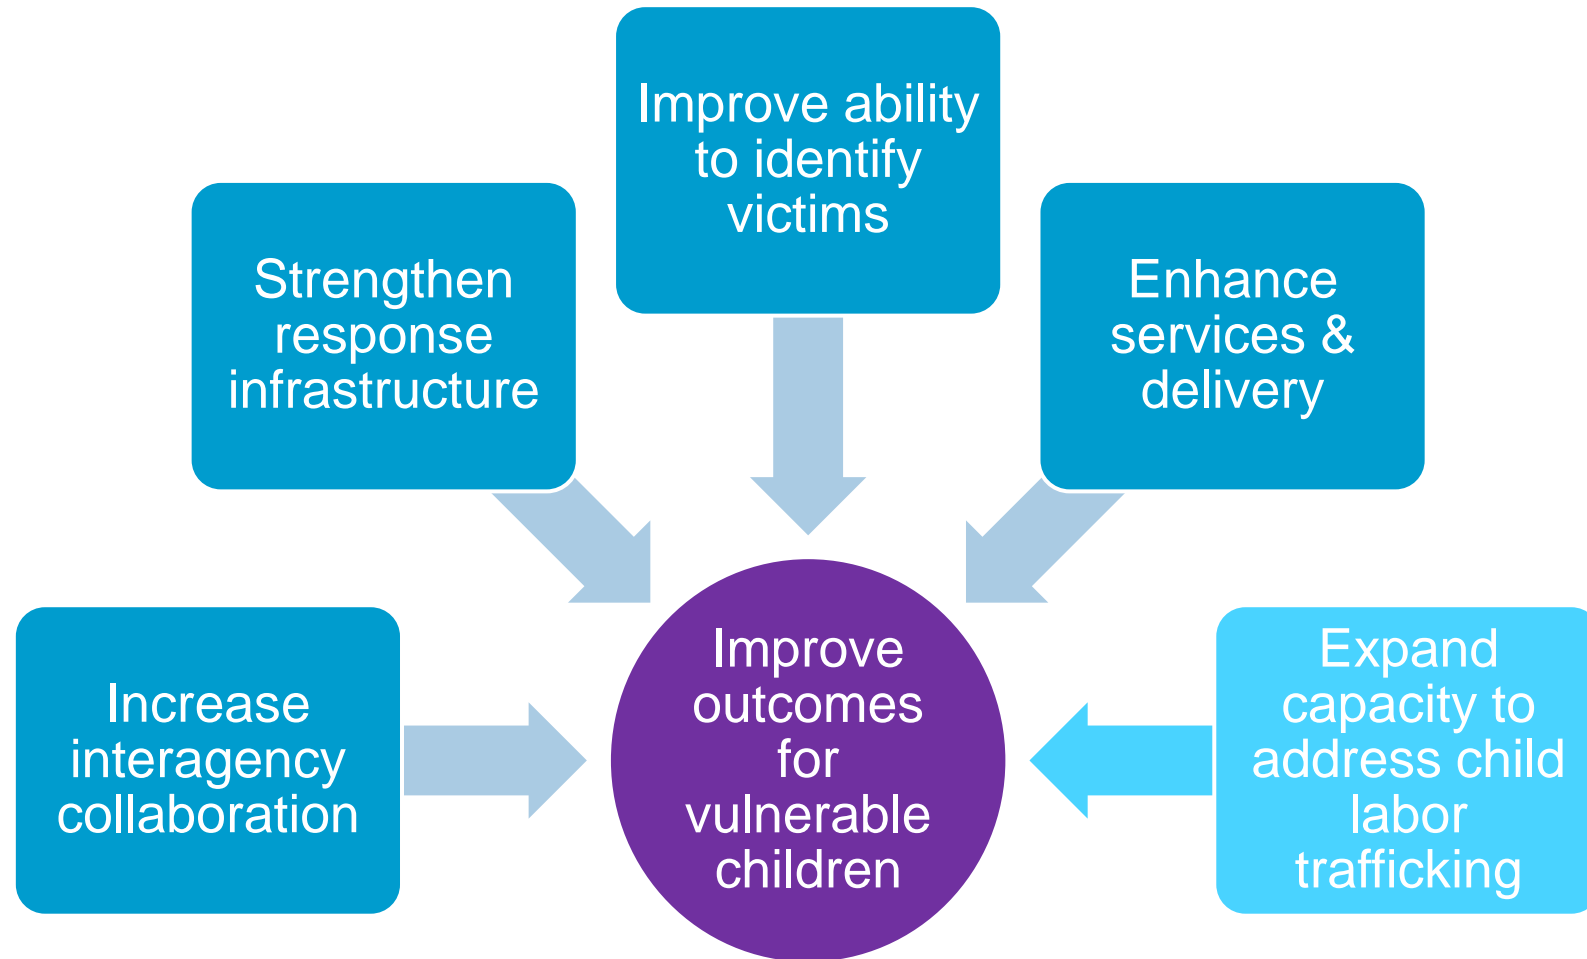 Improve ability
to identify
victims
Strengthen
response
infrastructure
Enhance
services &
delivery
Increase
interagency
collaboration
Improve
outcomes
for
vulnerable
children
Expand
capacity to
address child
labor
trafficking